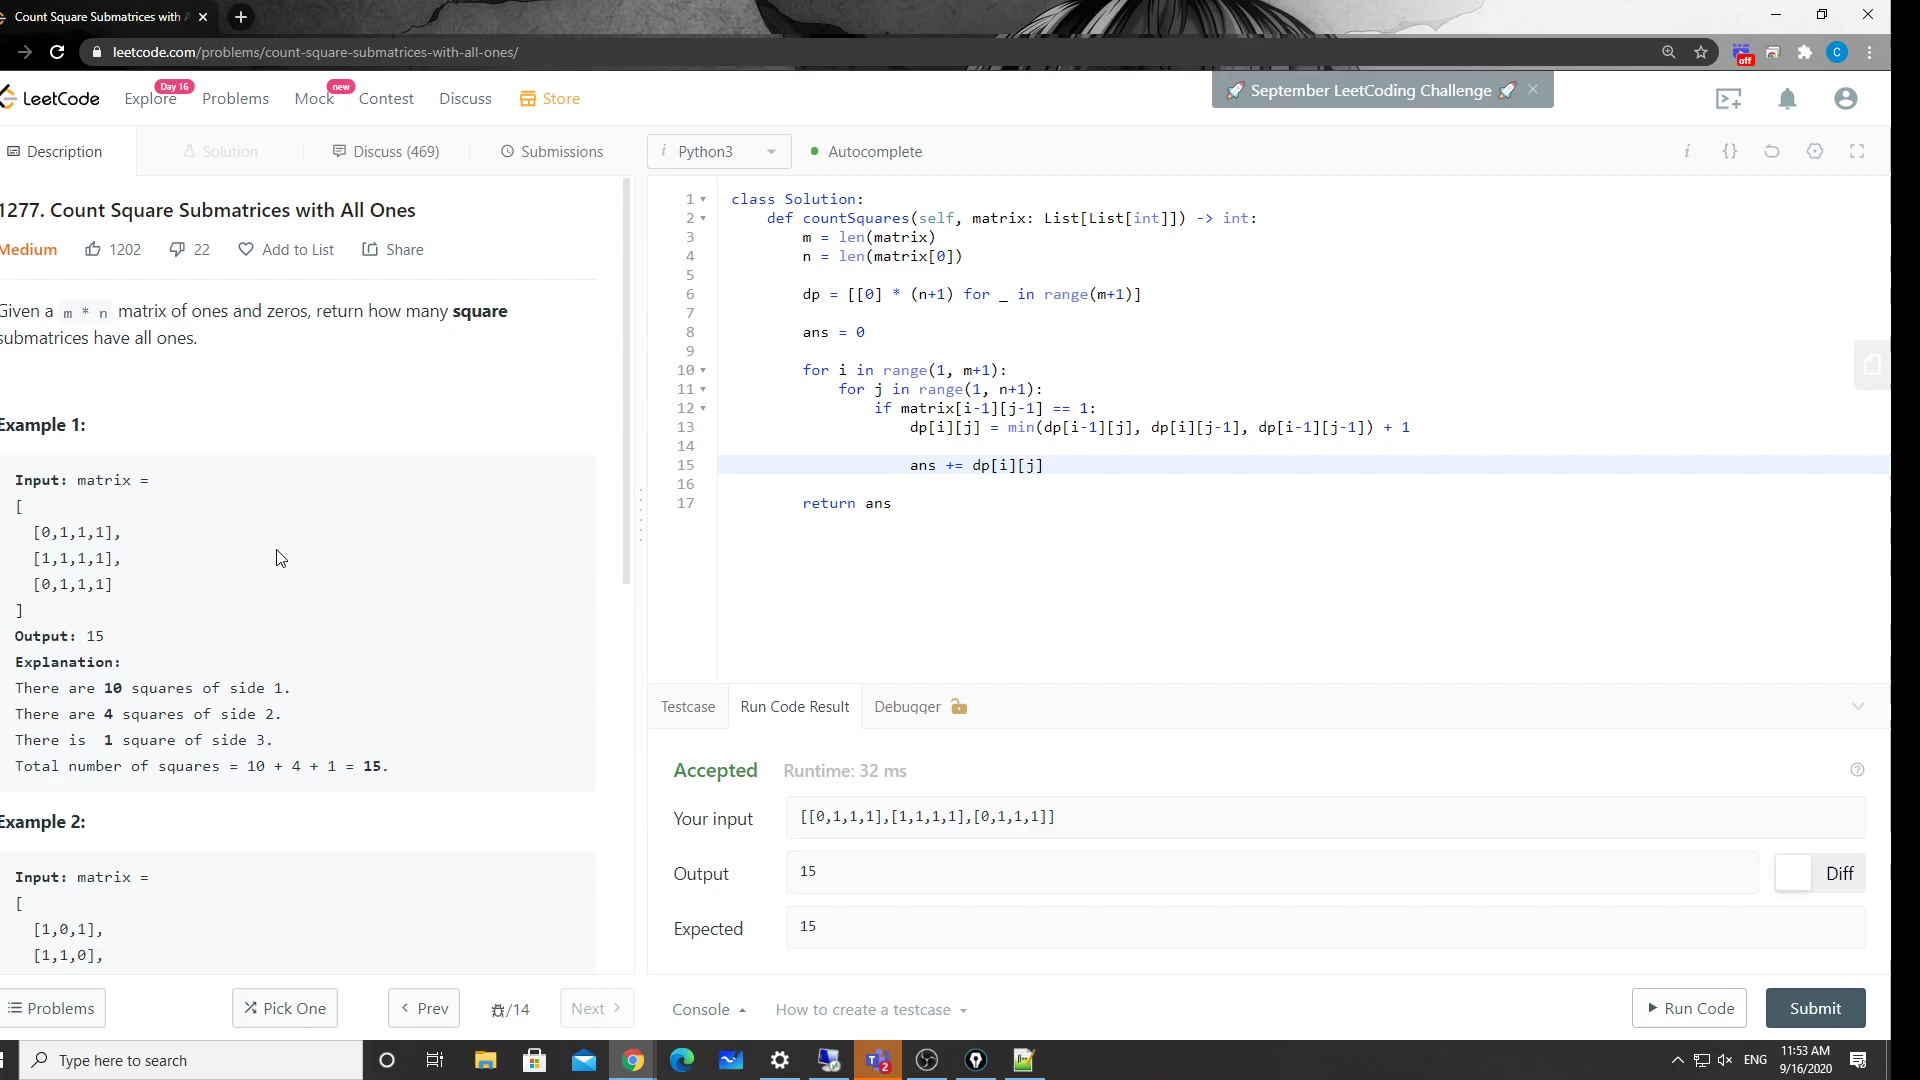 Count Square Submatrices with A
leetcode.com/problems/count-square-submatrices-with-all-ones/
off
C
LeetCode
Explore
Day 16
Problems
Mock
new
Contest
Discuss
Store
🚀 September LeetCoding Challenge 🚀
Description
Solution
Discuss (469)
Submissions
i Python3
Autocomplete
1277. Count Square Submatrices with All Ones
Medium
1202
22
Add to List
Share
Given a m * n matrix of ones and zeros, return how many square
submatrices have all ones.
Example 1:
Input: matrix =
[
[0,1,1,1],
[1,1,1,1],
[0,1,1,1]
]
Output: 15
Explanation:
There are 10 squares of side 1.
There are 4 squares of side 2.
There is 1 square of side 3.
Total number of squares = 10 + 4 + 1 = 15.
Example 2:
Input: matrix =
[
[1,0,1],
[1,1,0],
1 class Solution:
2 def countSquares(self, matrix: List[List[int]]) -> int:
3 m = len(matrix)
4 n = len(matrix[0])
5
6 dp = [[0] * (n+1) for _ in range(m+1)]
7
8 ans = 0
9
10 for i in range(1, m+1):
11 for j in range(1, n+1):
12 if matrix[i-1][j-1] == 1:
13 dp[i][j] = min(dp[i-1][j], dp[i][j-1], dp[i-1][j-1]) + 1
14
15 ans += dp[i][j]
16
17 return ans
Testcase
Run Code Result
Debugger
Accepted
Runtime: 32 ms
Your input
[[0,1,1,1],[1,1,1,1],[0,1,1,1]]
Output
15
Diff
Expected
15
Problems
Pick One
Prev
/14
Next
Console
How to create a testcase
Run Code
Submit
Type here to search
2
ENG
11:53 AM
9/16/2020